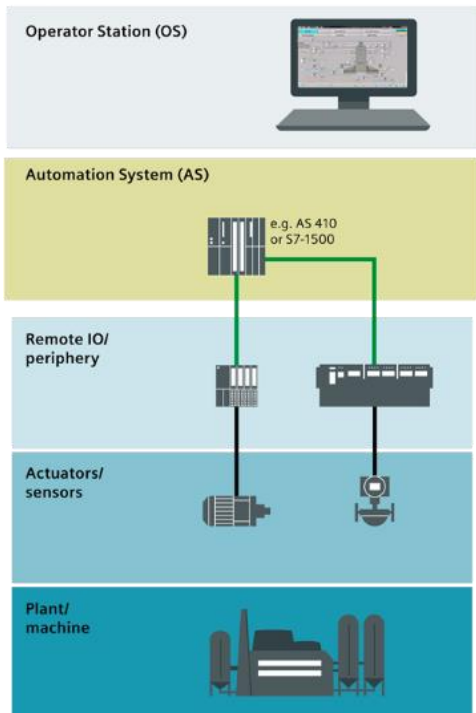 Operator Station (OS)
Automation System (AS)
e.g. AS 410
or S7-1500
Remote IO/
periphery
Actuators/
sensors
Plant/
machine